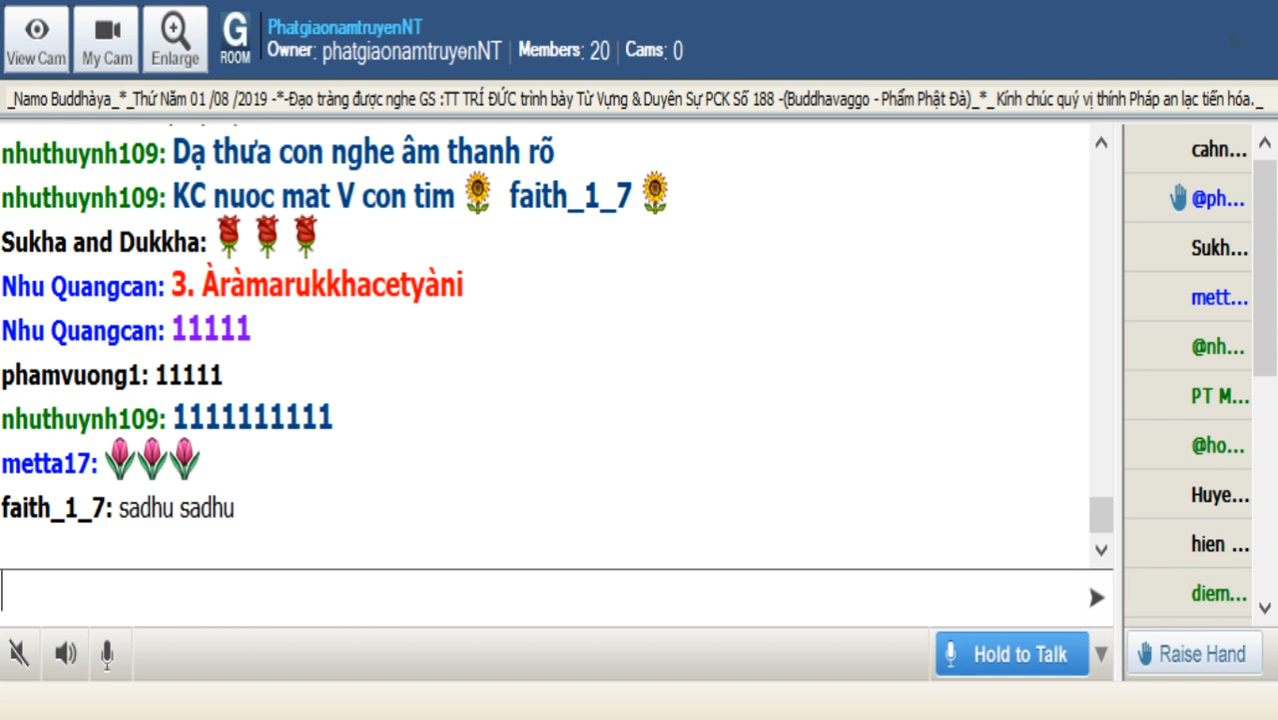 View Cam
My Cam
Enlarge
G
ROOM
PhatgiaonamtruyenNT
Owner: phatgiaonamtruyenNT | Members: 20 | Cams: 0
_Namo Buddhàya_*_Thứ Năm 01 /08 /2019 -*-Đạo tràng được nghe GS :TT TRÍ ĐỨC trình bày Từ Vựng & Duyên Sự PCK Số 188 -(Buddhavaggo - Phẩm Phật Đà)_*_ Kính chúc quý vị thính Pháp an lạc tiến hóa._
nhuthuynh109: Dạ thưa con nghe âm thanh rõ
nhuthuynh109: KC nuoc mat V con tim faith_1_7
Sukha and Dukkha:
Nhu Quangcan: 3. Àràmarukkhacetyàni
Nhu Quangcan: 11111
phamvuong1: 11111
nhuthuynh109: 1111111111
metta17:
faith_1_7: sadhu sadhu
cahn...
@ph...
Sukh...
mett...
@nh...
PT M...
@ho...
Huye...
hien ...
diem...
Hold to Talk
Raise Hand